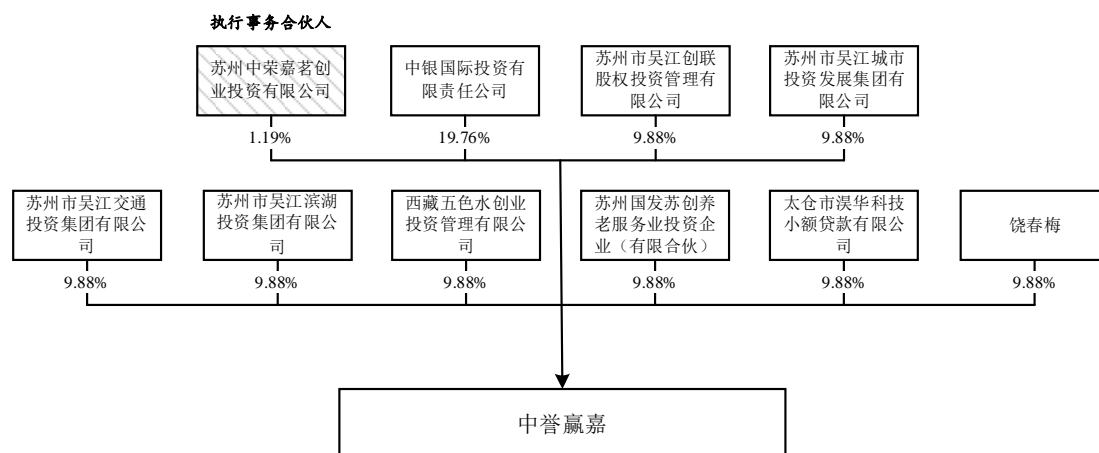 执行事务合伙人
苏州中荣嘉茗创
业投资有限公司
中银国际投资有
限责任公司
苏州市吴江创联
股权投资管理有
限公司
苏州市吴江城市
投资发展集团有
限公司
1.19%
19.76%
9.88%
9.88%
苏州市吴江交通
投资集团有限公
司
苏州市吴江滨湖
投资集团有限公
司
西藏五色水创业
投资管理有限公
司
苏州国发苏创养
老服务业投资企
业（有限合伙）
太仓市淏华科技
小额贷款有限公
司
饶春梅
9.88%
9.88%
9.88%
9.88%
9.88%
9.88%
中誉赢嘉